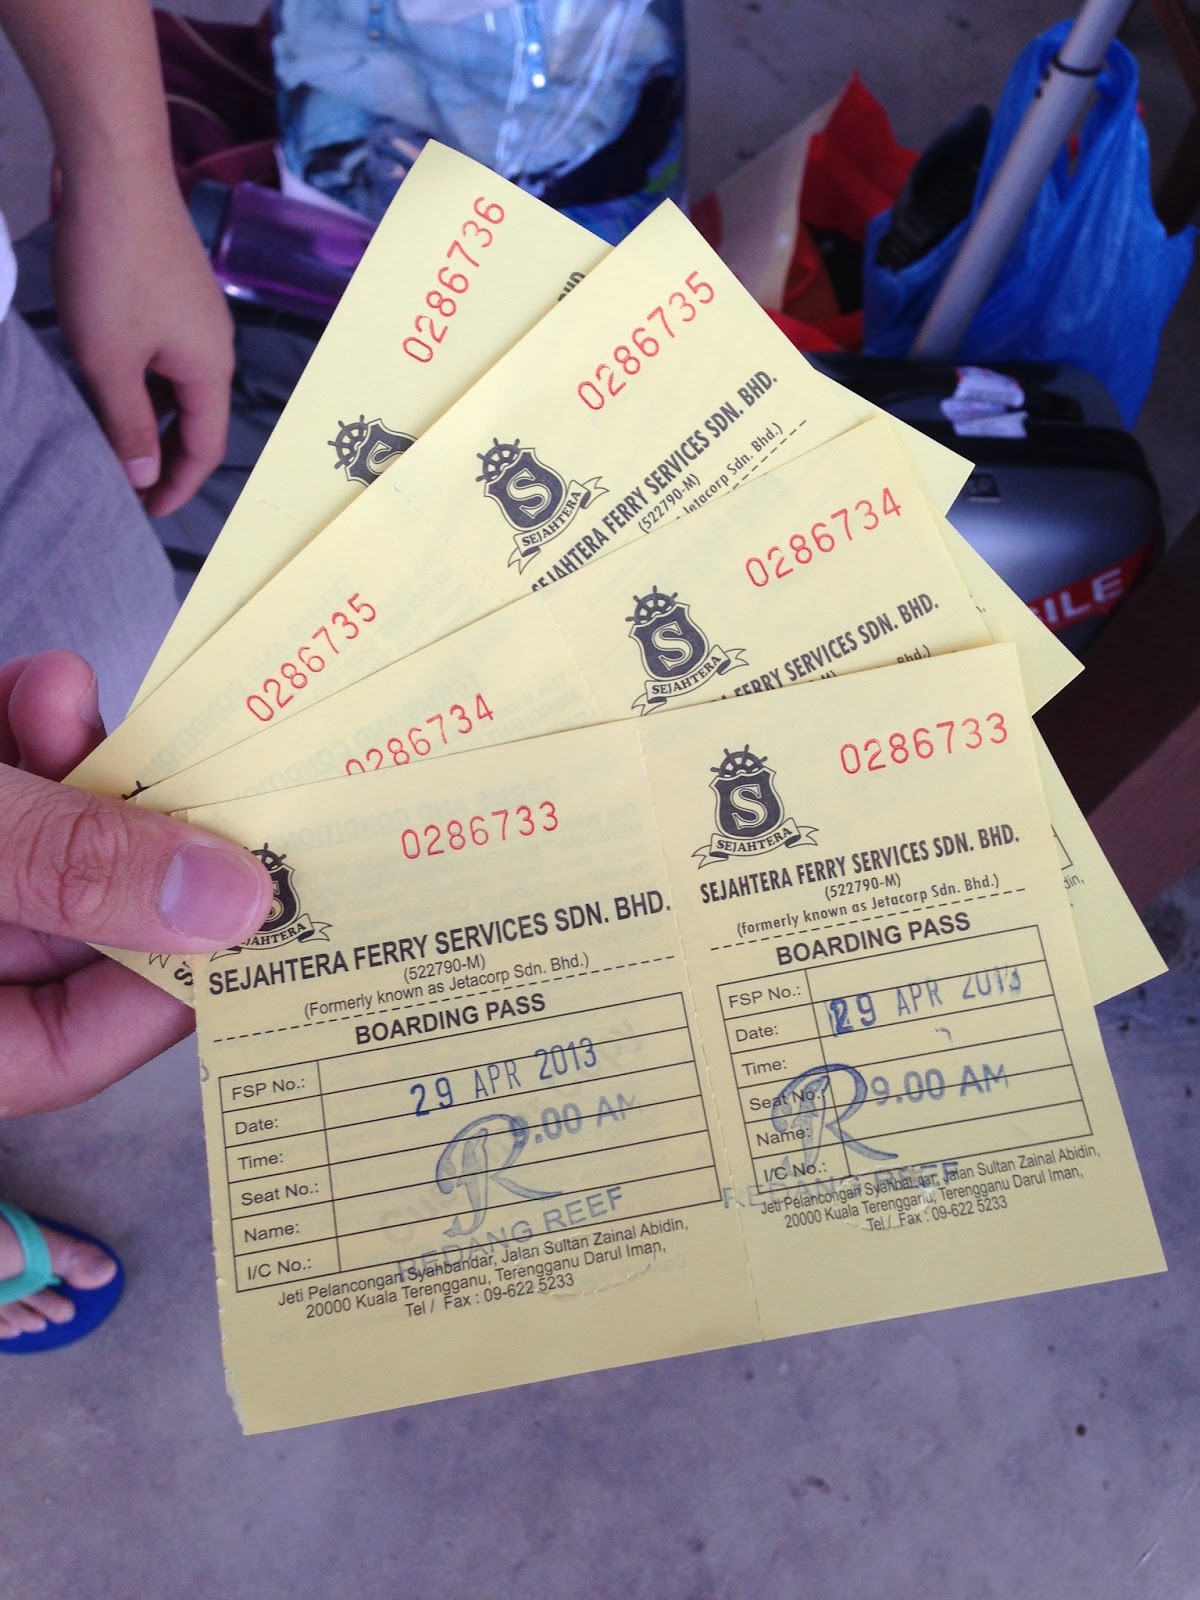 0286736
S
0286735
S
SEJAHTERA
SEJAHTERA FERRY SERVICES SDN. BHD.
(522790-M)
Jetacorp Sdn. Bhd.)
0286735
0286734
S
SEJAHTERA
FERRY SERVICES SDN. BHD.
Bhd.)
0286734
0286733
S
SEJAHTERA FERRY SERVICES SDN. BHD.
(522790-M)
(Formerly known as Jetacorp Sdn. Bhd.)
BOARDING PASS
FSP No.:
Date: 29 APR 2013
Time: 9.00 AM
Seat No.:
Name:
I/C No.:
R
REDANG REEF
Jeti Pelancongan Syahbandar, Jalan Sultan Zainal Abidin,
20000 Kuala Terengganu, Terengganu Darul Iman,
Tel / Fax : 09-622 5233
0286733
S
SEJAHTERA
SEJAHTERA FERRY SERVICES SDN. BHD.
(522790-M)
(formerly known as Jetacorp Sdn. Bhd.)
BOARDING PASS
FSP No.:
Date: 29 APR 2013
Time:
Seat No.: 9.00 AM
Name:
I/C No.:
R
REDANG REEF
Jeti Pelancongan Syahbandar, Jalan Sultan Zainal Abidin,
20000 Kuala Terengganu, Terengganu Darul Iman,
Tel / Fax : 09-622 5233